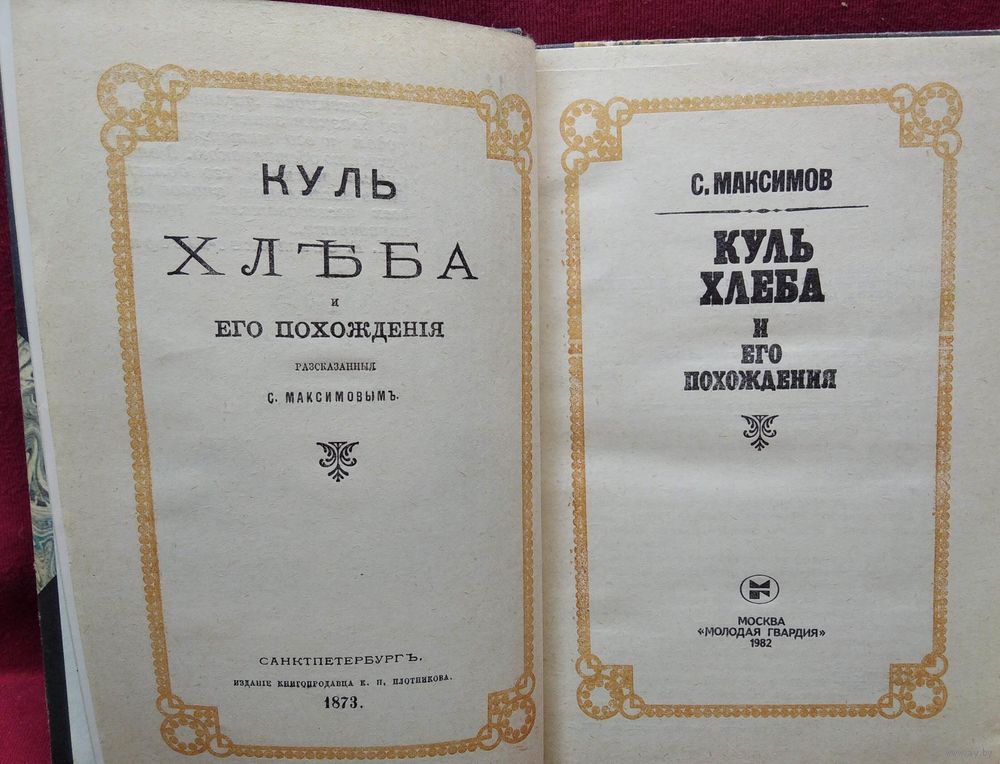 КУЛЬ
ХЛѢБА
и
ЕГО ПОХОЖДЕНІЯ
РАЗСКАЗАННЫЯ
С. МАКСИМОВЫМЪ.
САНКТПЕТЕРБУРГЪ.
ИЗДАНІЕ КНИГОПРОДАВЦА К. Н. ПЛОТНИКОВА.
1873.
С. МАКСИМОВ
КУЛЬ
ХЛЕБА
И
ЕГО
ПОХОЖДЕНИЯ
МОСКВА
«МОЛОДАЯ ГВАРДИЯ»
1982